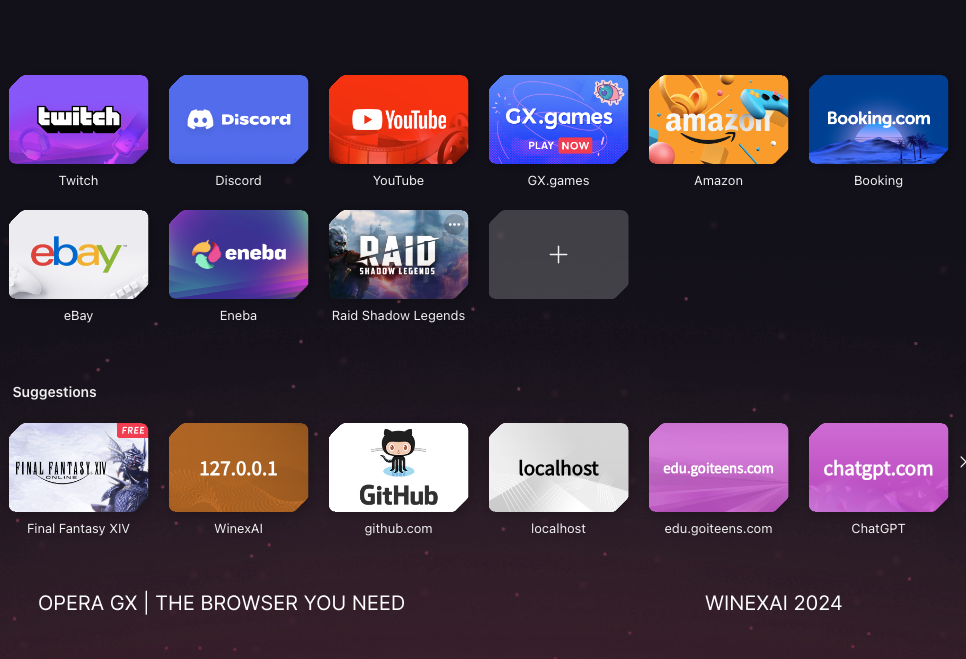 twitch
Discord
YouTube
GX.games
PLAY NOW
amazon
Booking.com
Twitch
Discord
YouTube
GX.games
Amazon
Booking
ebay™
eneba
RAID
SHADOW LEGENDS
eBay
Eneba
Raid Shadow Legends
Suggestions
FREE
FINAL FANTASY XIV
ONLINE
127.0.0.1
GitHub
localhost
edu.goiteens.com
chatgpt.com
Final Fantasy XIV
WinexAI
github.com
localhost
edu.goiteens.com
ChatGPT
OPERA GX | THE BROWSER YOU NEED
WINEXAI 2024